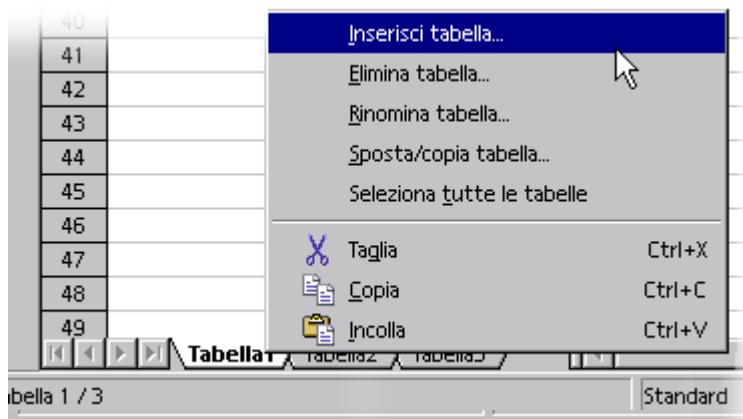 40
Inserisci tabella...
41
Elimina tabella...
42
Rinomina tabella...
43
Sposta/copia tabella...
44
45
Seleziona tutte le tabelle
46
47
Taglia Ctrl+X
48
Copia Ctrl+C
49
Incolla Ctrl+V
Tabella1 Tabella2 Tabella3
bella 1 / 3 Standard